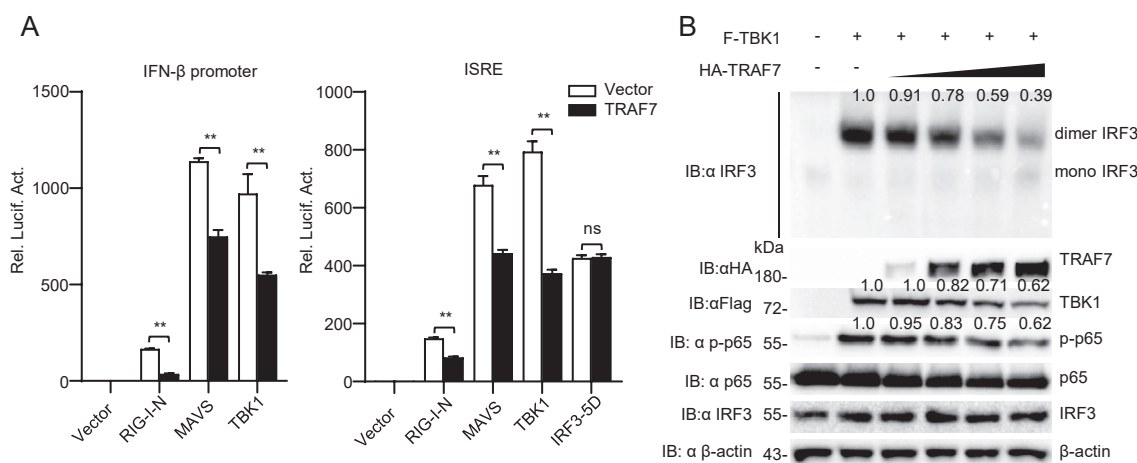 A
IFN-β promoter
Rel. Lucif. Act.
1500
1000
500
0
**
**
**
Vector
RIG-I-N
MAVS
TBK1
ISRE
Vector
TRAF7
Rel. Lucif. Act.
1000
800
600
400
200
0
**
**
**
ns
Vector
RIG-I-N
MAVS
TBK1
IRF3-5D
B
F-TBK1 - + + + + +
HA-TRAF7 - -
1.0 0.91 0.78 0.59 0.39
dimer IRF3
IB:α IRF3
mono IRF3
kDa
IB:αHA 180- TRAF7
1.0 1.0 0.82 0.71 0.62
IB:αFlag 72- TBK1
1.0 0.95 0.83 0.75 0.62
IB: α p-p65 55- p-p65
IB: α p65 55- p65
IB:α IRF3 55- IRF3
IB: α β-actin 43- β-actin